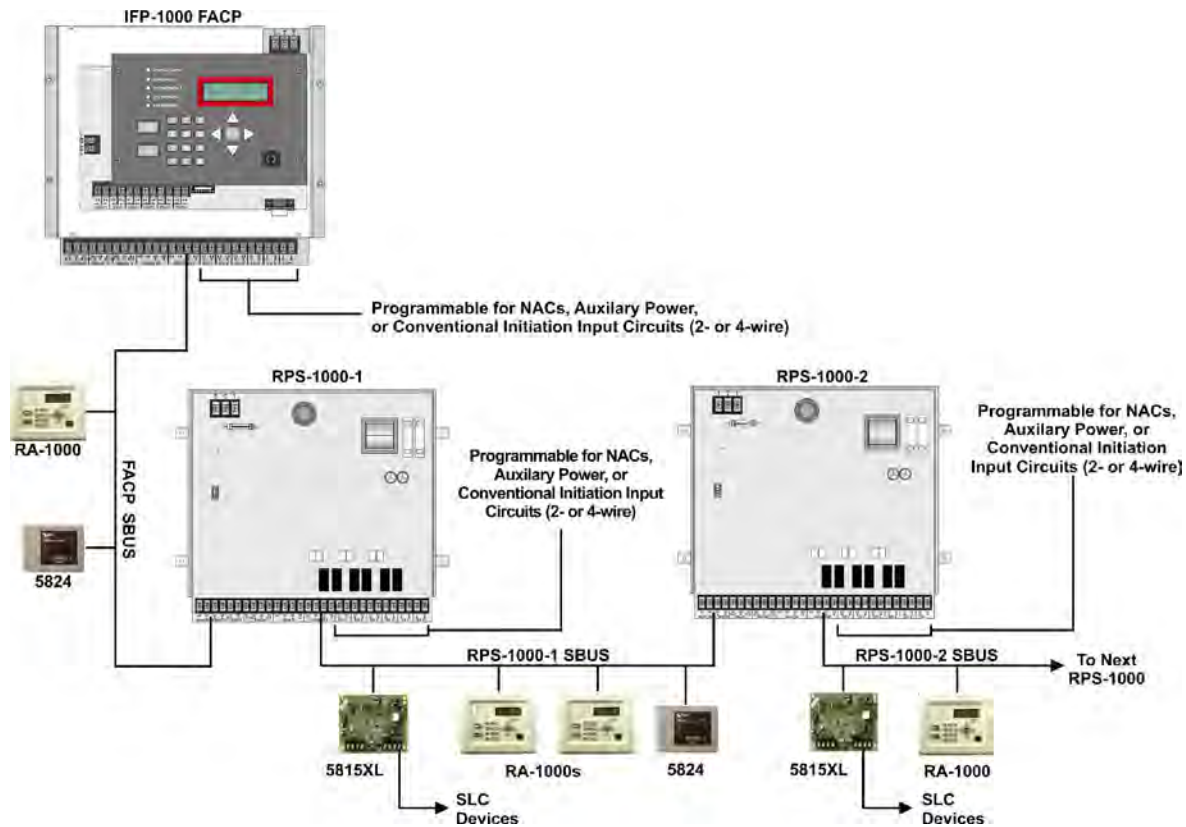 IFP-1000 FACP
Programmable for NACs, Auxilary Power,
or Conventional Initiation Input Circuits (2- or 4-wire)
RPS-1000-1
RPS-1000-2
RA-1000
FACP SBUS
5824
Programmable for NACs,
Auxilary Power, or
Conventional Initiation Input
Circuits (2- or 4-wire)
Programmable for NACs,
Auxilary Power, or
Conventional Initiation
Input Circuits (2- or 4-wire)
RPS-1000-1 SBUS
RPS-1000-2 SBUS
To Next
RPS-1000
5815XL
RA-1000s
5824
5815XL
RA-1000
SLC
Devices
SLC
Devices